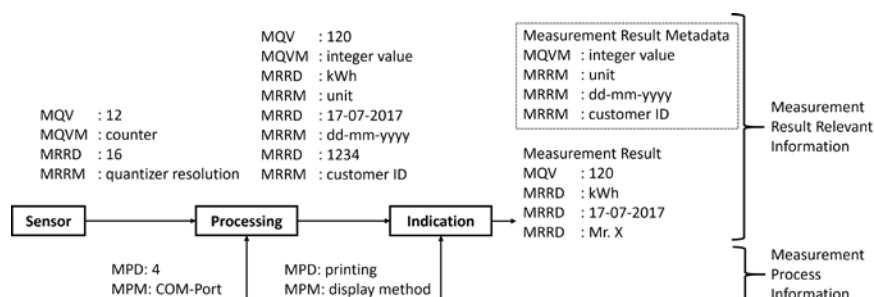 MQV : 12
MQVM : counter
MRRD : 16
MRRM : quantizer resolution
MQV : 120
MQVM : integer value
MRRD : kWh
MRRM : unit
MRRD : 17-07-2017
MRRM : dd-mm-yyyy
MRRD : 1234
MRRM : customer ID
Measurement Result Metadata
MQVM : integer value
MRRM : unit
MRRM : dd-mm-yyyy
MRRM : customer ID
Measurement Result
MQV : 120
MRRD : kWh
MRRD : 17-07-2017
MRRD : Mr. X
Measurement
Result Relevant
Information
Sensor
Processing
Indication
MPD: 4
MPM: COM-Port
MPD: printing
MPM: display method
Measurement
Process
Information